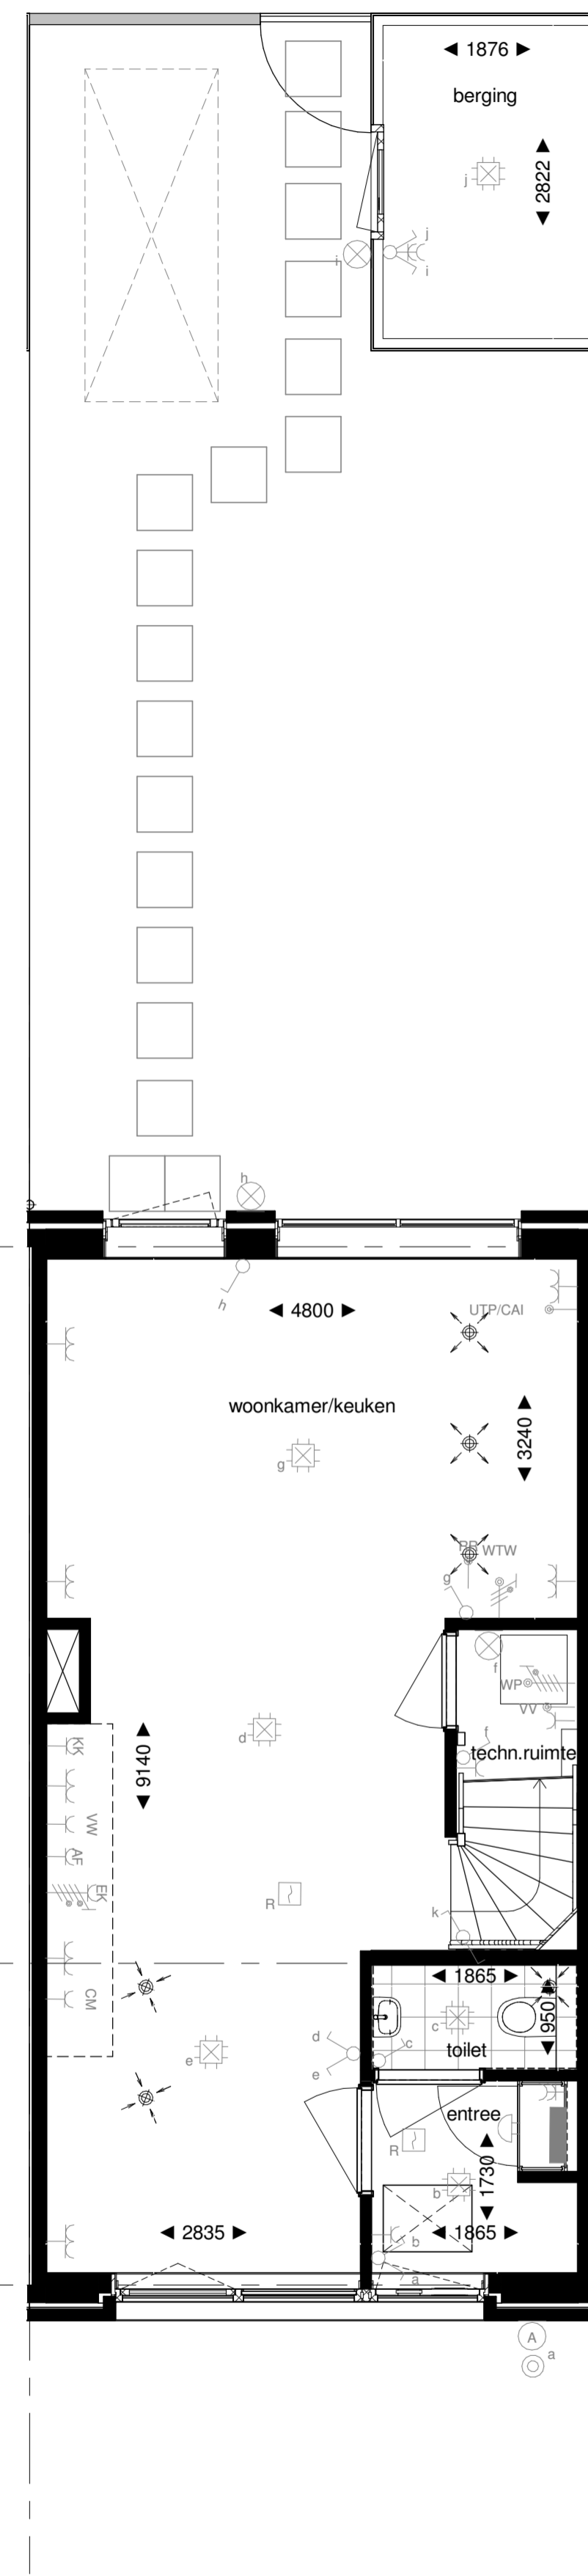 ◄ 1876 ►
berging
j
◄ 2822 ►
j
j
i
h
h
◄ 4800 ►
UTP/CAI
woonkamer/keuken
g
◄ 3240 ►
WTW
g
f
WP
VV
KK
d
◄ 9140 ►
f
techn.ruimte
VW
AF
EK
R
k
CM
◄ 1865 ►
c
◄ 950 ►
d
c
e
e
toilet
entree
R
b
◄ 1730 ►
◄ 2835 ►
◄ 1865 ►
b
a
A
a